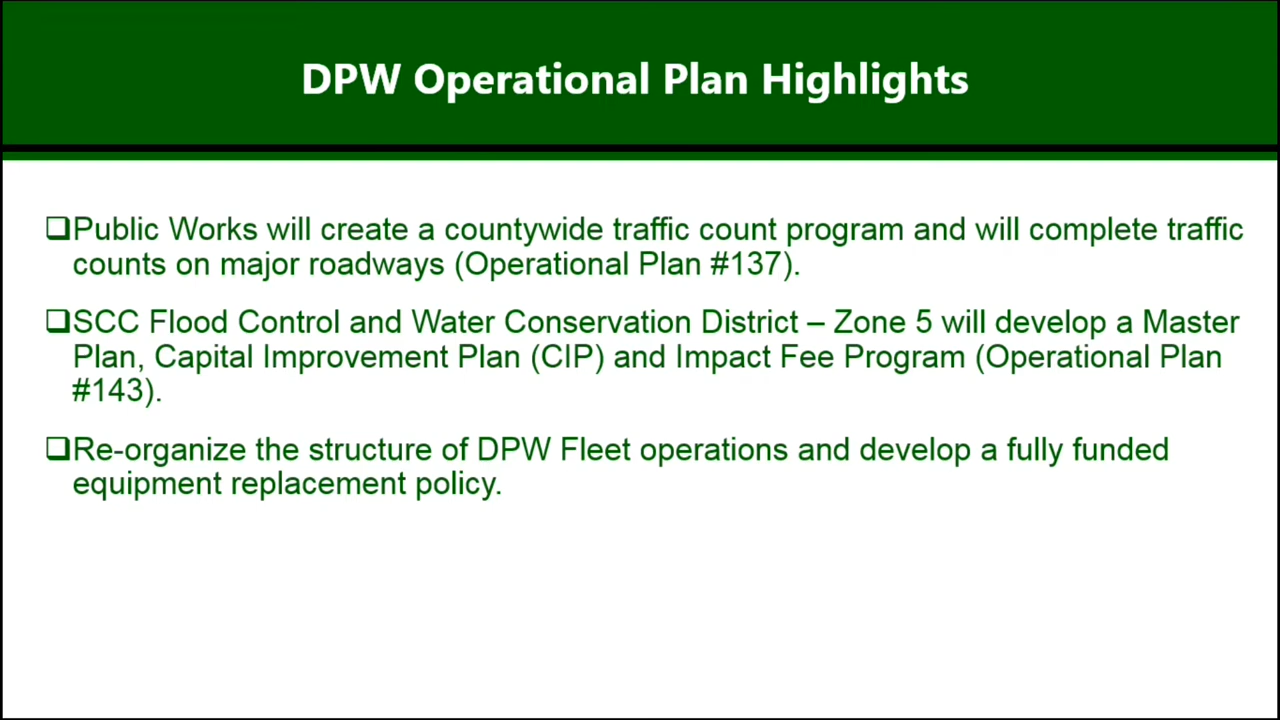 DPW Operational Plan Highlights
❑Public Works will create a countywide traffic count program and will complete traffic
counts on major roadways (Operational Plan #137).
❑SCC Flood Control and Water Conservation District – Zone 5 will develop a Master
Plan, Capital Improvement Plan (CIP) and Impact Fee Program (Operational Plan
#143).
❑Re-organize the structure of DPW Fleet operations and develop a fully funded
equipment replacement policy.